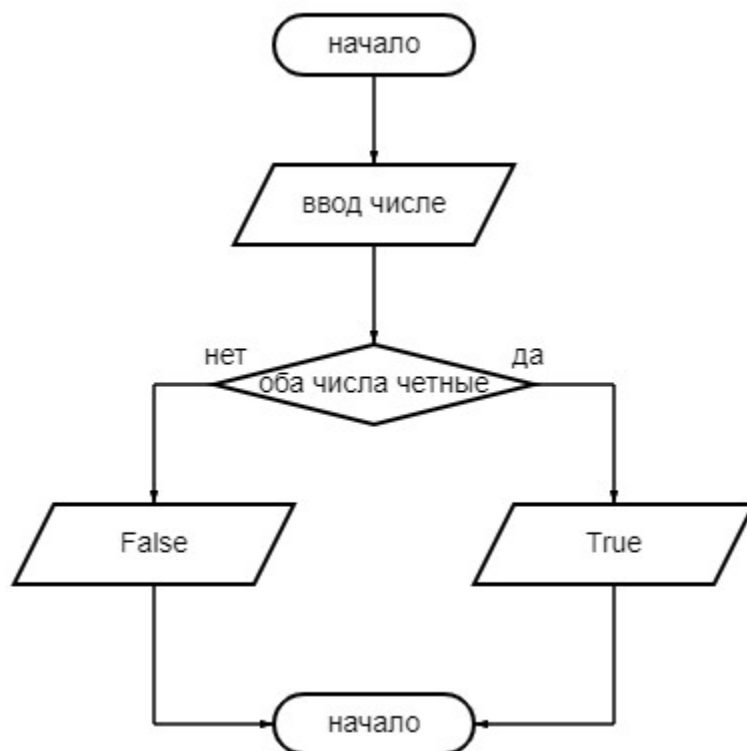 начало
ввод числе
нет
да
оба числа четные
False
True
начало